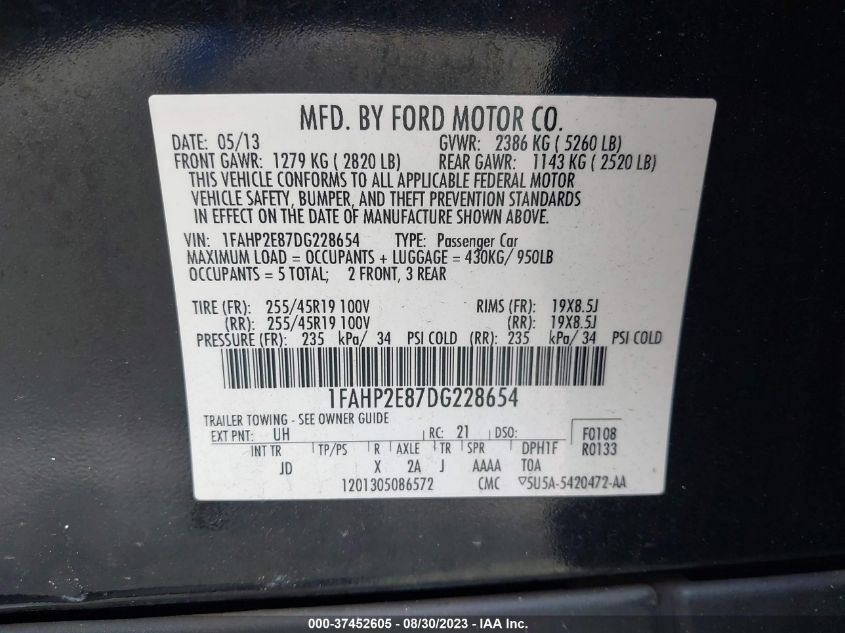 MFD. BY FORD MOTOR CO.
DATE: 05/13 GVWR: 2386 KG ( 5260 LB)
FRONT GAWR: 1279 KG ( 2820 LB) REAR GAWR: 1143 KG ( 2520 LB)
THIS VEHICLE CONFORMS TO ALL APPLICABLE FEDERAL MOTOR
VEHICLE SAFETY, BUMPER, AND THEFT PREVENTION STANDARDS
IN EFFECT ON THE DATE OF MANUFACTURE SHOWN ABOVE.
VIN: 1FAHP2E87DG228654 TYPE: Passenger Car
MAXIMUM LOAD = OCCUPANTS + LUGGAGE = 430KG/ 950LB
OCCUPANTS = 5 TOTAL; 2 FRONT, 3 REAR
TIRE (FR): 255/45R19 100V RIMS (FR): 19X8.5J
(RR): 255/45R19 100V (RR): 19X8.5J
PRESSURE (FR): 235 kPa/ 34 PSI COLD (RR): 235 kPa/ 34 PSI COLD
1FAHP2E87DG228654
TRAILER TOWING - SEE OWNER GUIDE
EXT PNT: UH RC: 21 DSO: F0108
INT TR TP/PS R AXLE TR SPR DPH1F R0133
JD X 2A J AAAA T0A
1201305086572 CMC ▽5U5A-5420472-AA
000-37452605 - 08/30/2023 - IAA Inc.